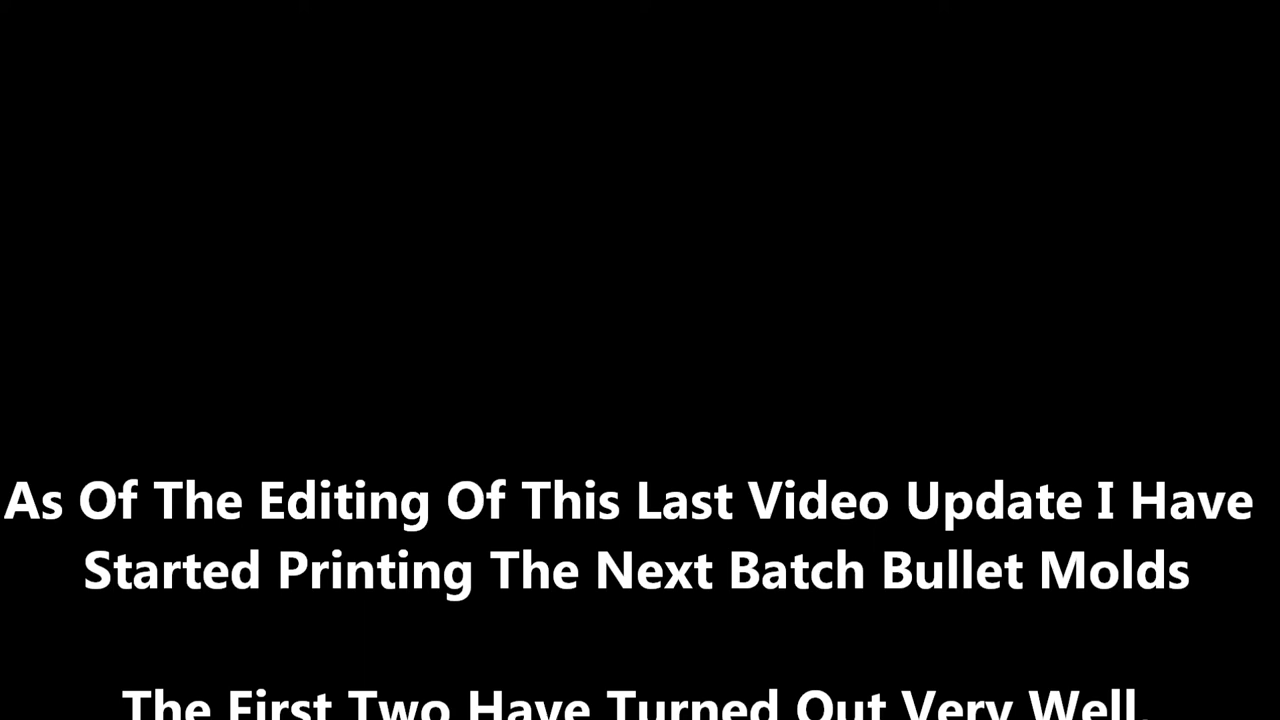 As Of The Editing Of This Last Video Update I Have
Started Printing The Next Batch Bullet Molds
The First Two Have Turned Out Very Well.